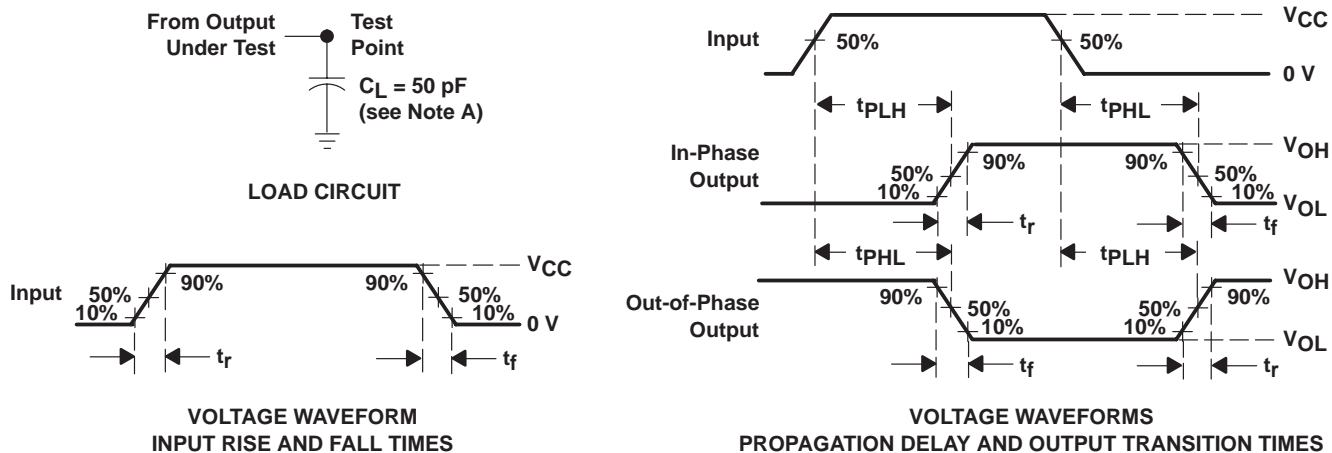 From Output
Under Test
Test
Point
CL = 50 pF
(see Note A)
LOAD CIRCUIT
Input
50%
10%
90%
90%
50%
10%
VCC
0 V
tr
tf
VOLTAGE WAVEFORM
INPUT RISE AND FALL TIMES
Input
50%
50%
VCC
0 V
tPLH
tPHL
In-Phase
Output
50%
10%
90%
90%
50%
10%
VOH
VOL
tr
tf
tPHL
tPLH
Out-of-Phase
Output
90%
50%
10%
50%
10%
90%
VOH
VOL
tf
tr
VOLTAGE WAVEFORMS
PROPAGATION DELAY AND OUTPUT TRANSITION TIMES